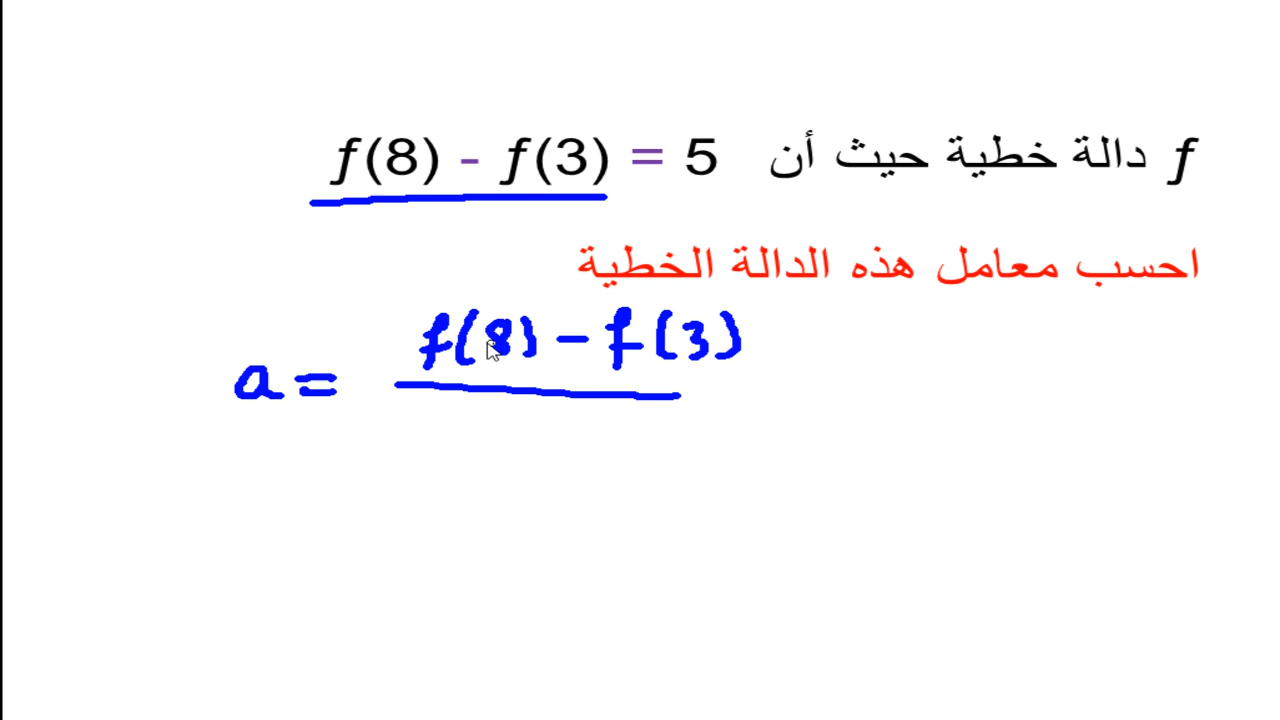 ƒ دالة خطية حيث أن ƒ(8) - ƒ(3) = 5
احسب معامل هذه الدالة الخطية
f(8) - f(3)
a =